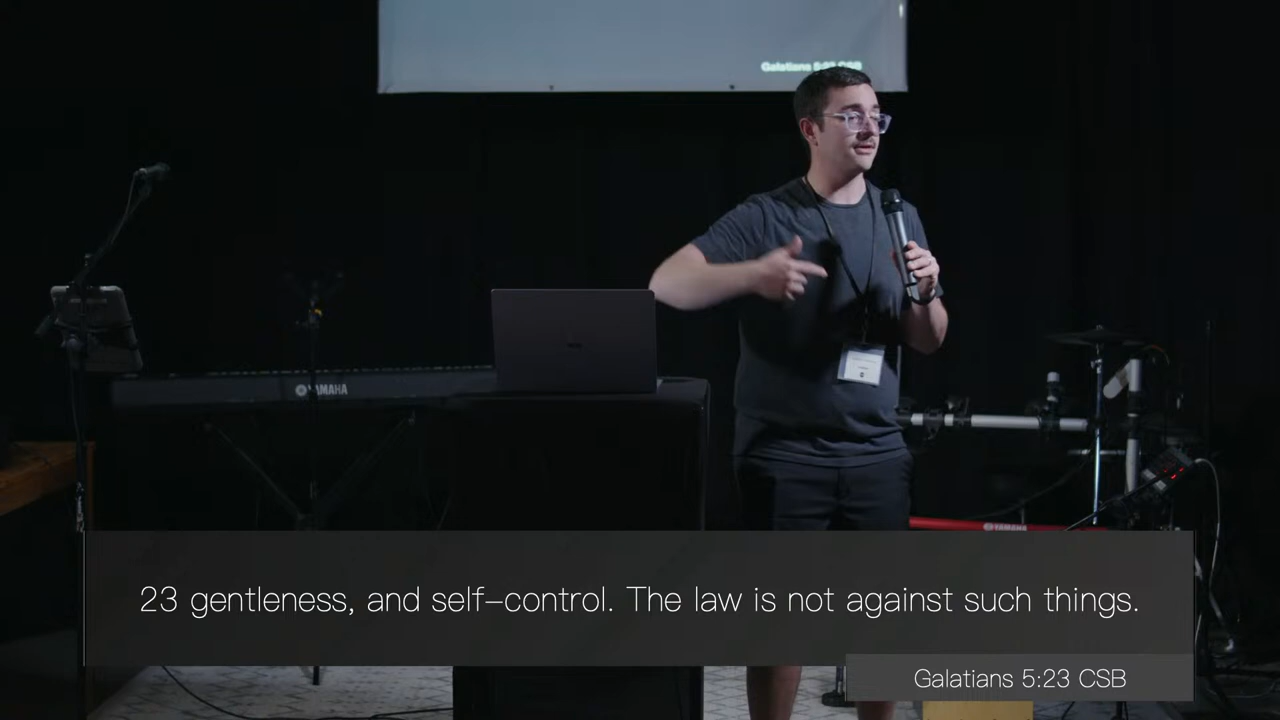 Galatians 5:23 CSB
YAMAHA
YAMAHA
23 gentleness, and self-control. The law is not against such things.
Galatians 5:23 CSB